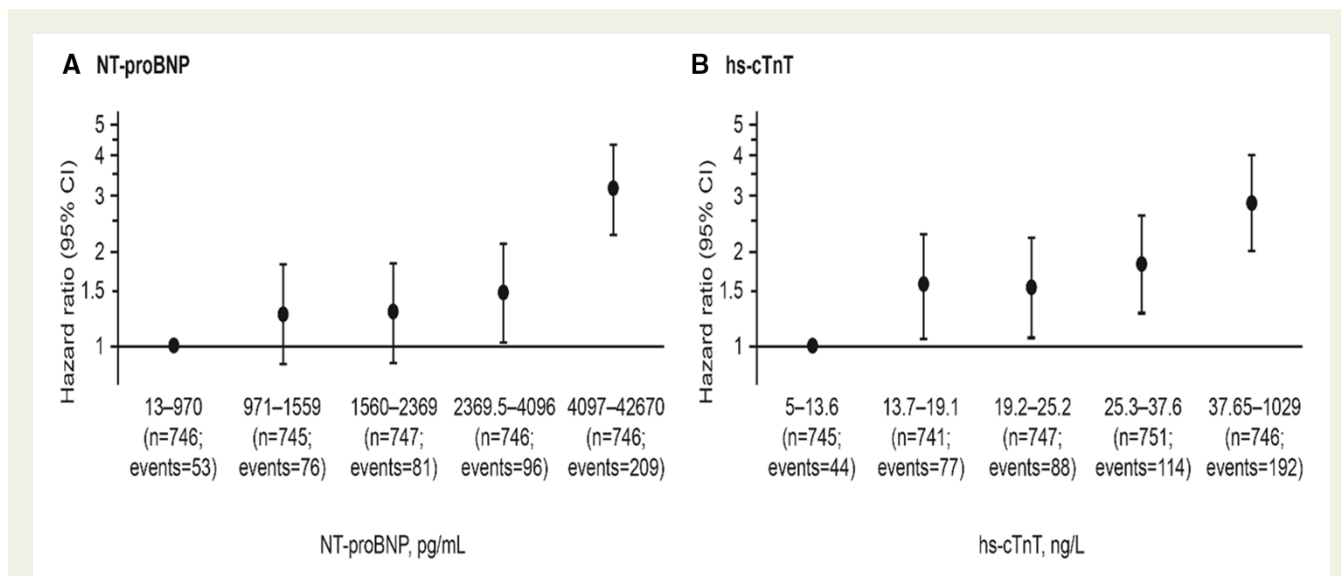 A NT-proBNP
Hazard ratio (95% CI)
5
4
3
2
1.5
1
13–970
(n=746;
events=53)
971–1559
(n=745;
events=76)
1560–2369
(n=747;
events=81)
2369.5–4096
(n=746;
events=96)
4097–42670
(n=746;
events=209)
NT-proBNP, pg/mL
B hs-cTnT
Hazard ratio (95% CI)
5
4
3
2
1.5
1
5–13.6
(n=745;
events=44)
13.7–19.1
(n=741;
events=77)
19.2–25.2
(n=747;
events=88)
25.3–37.6
(n=751;
events=114)
37.65–1029
(n=746;
events=192)
hs-cTnT, ng/L